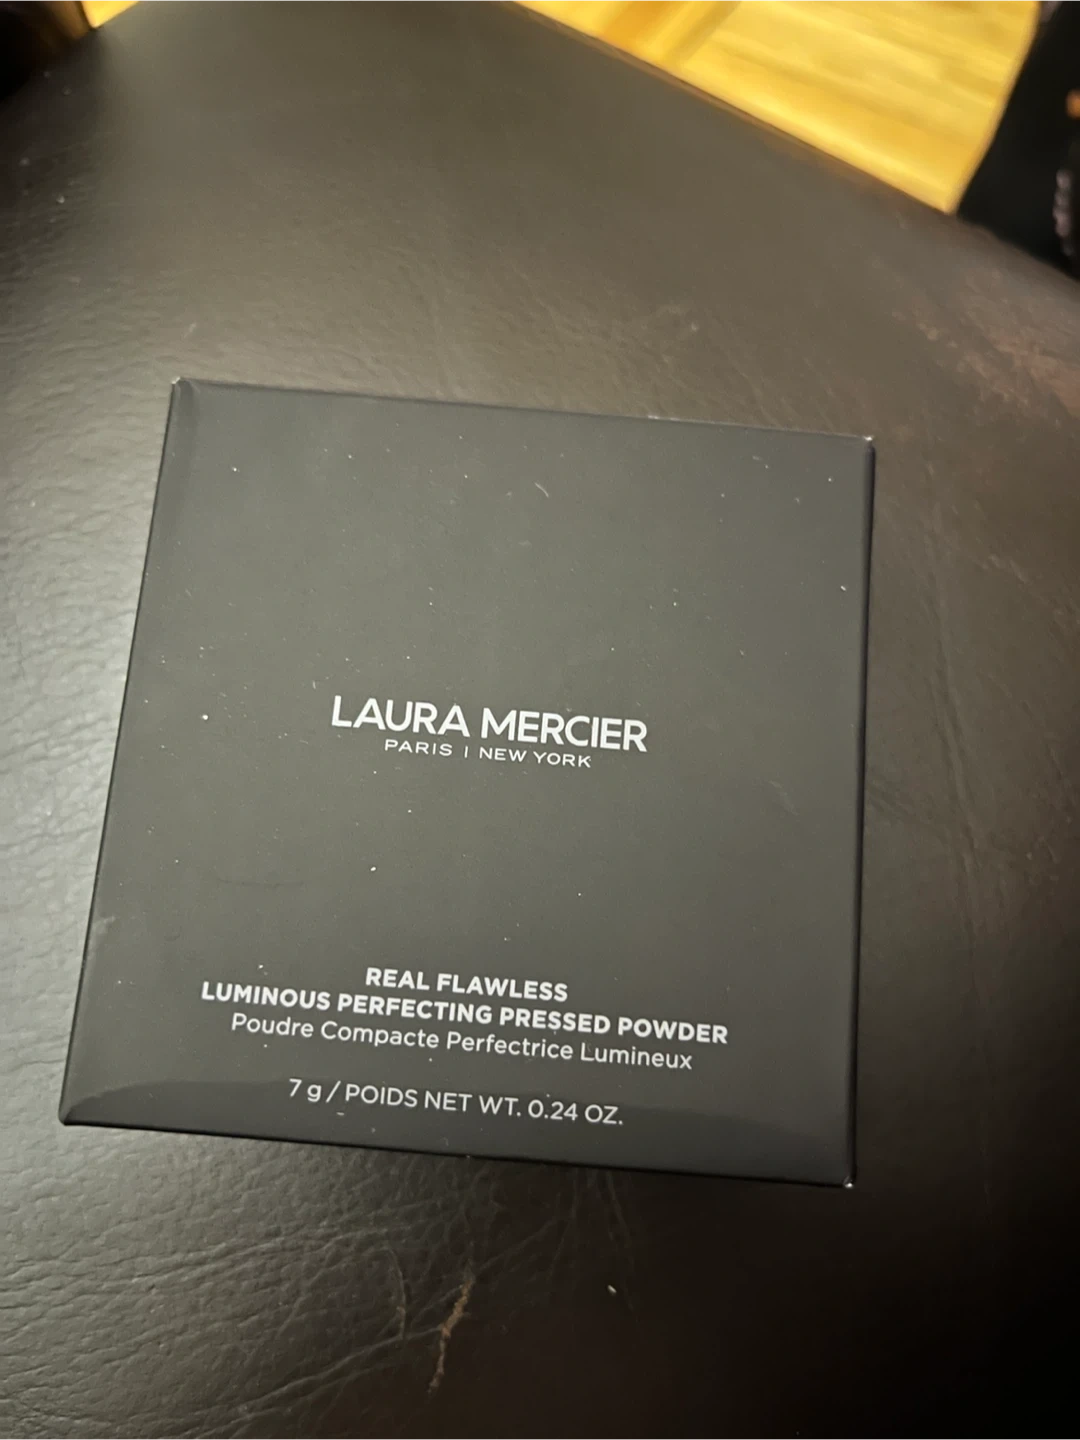 LAURA MERCIER
PARIS | NEW YORK
REAL FLAWLESS
LUMINOUS PERFECTING PRESSED POWDER
Poudre Compacte Perfectrice Lumineux
7 g / POIDS NET WT. 0.24 OZ.